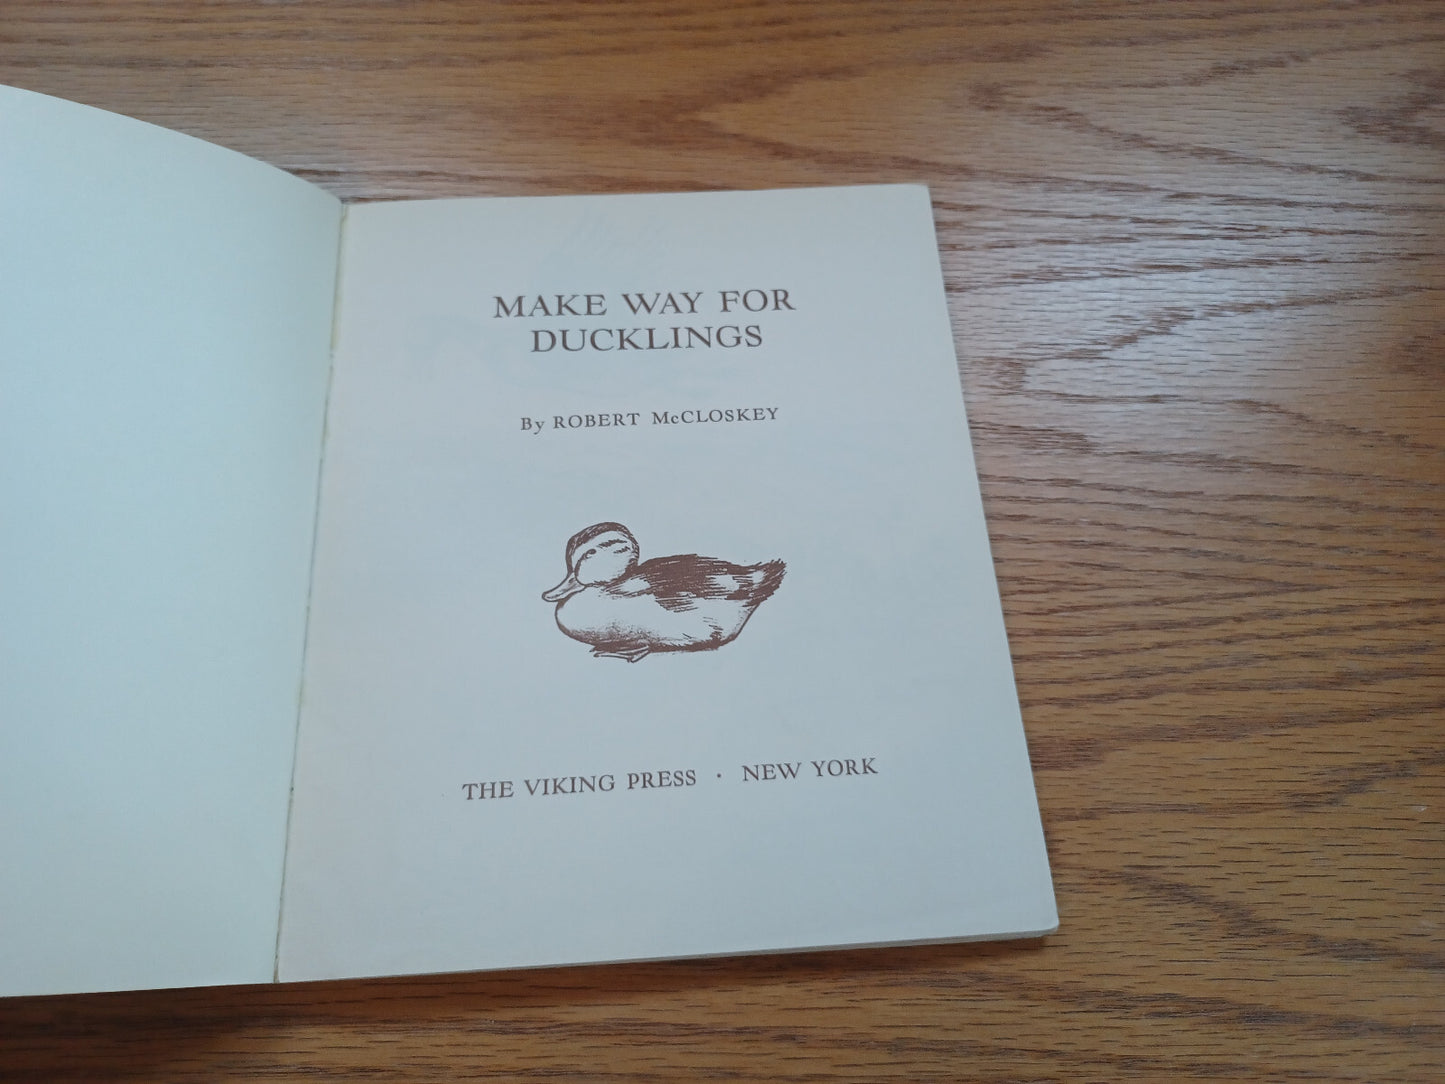 MAKE WAY FOR
DUCKLINGS
By ROBERT McCLOSKEY
THE VIKING PRESS · NEW YORK